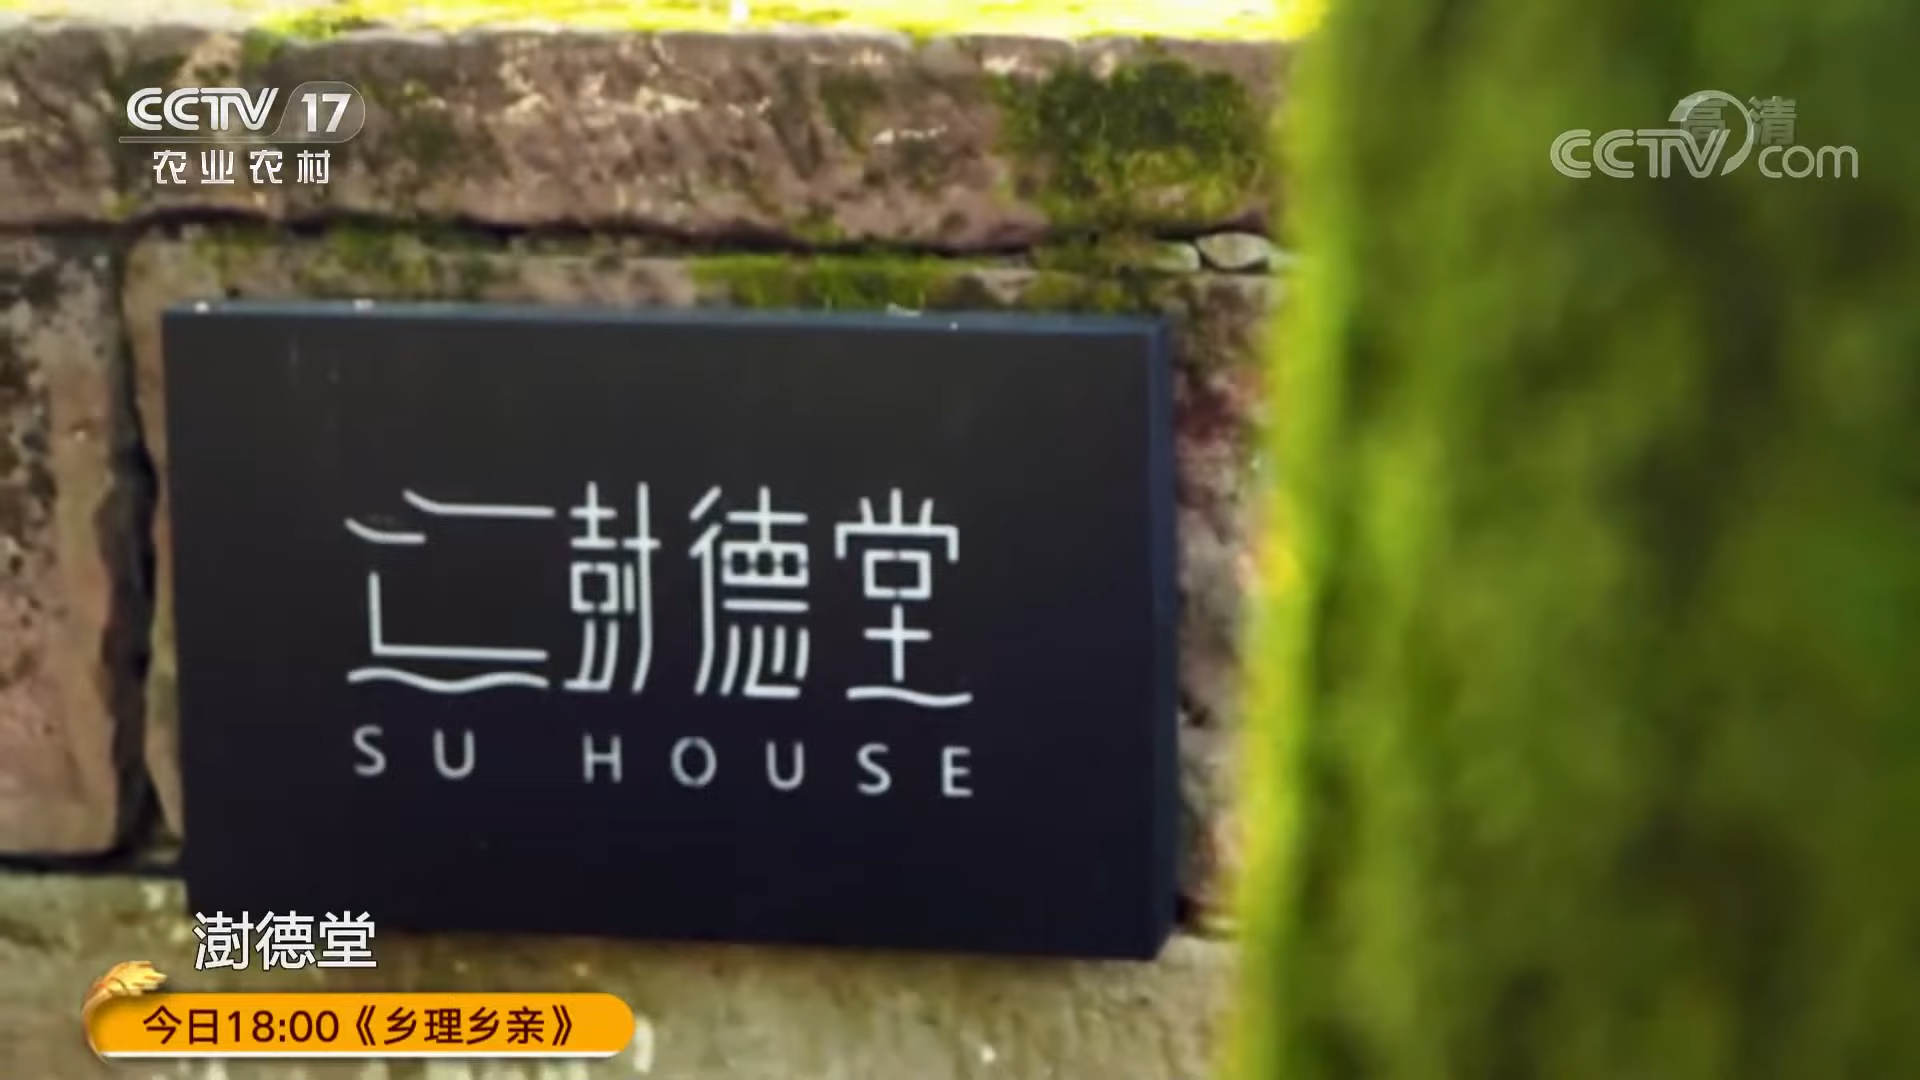 CCTV 17
农业农村
高清
CCTV.com
澍德堂
SU HOUSE
澍德堂
今日18:00《乡理乡亲》